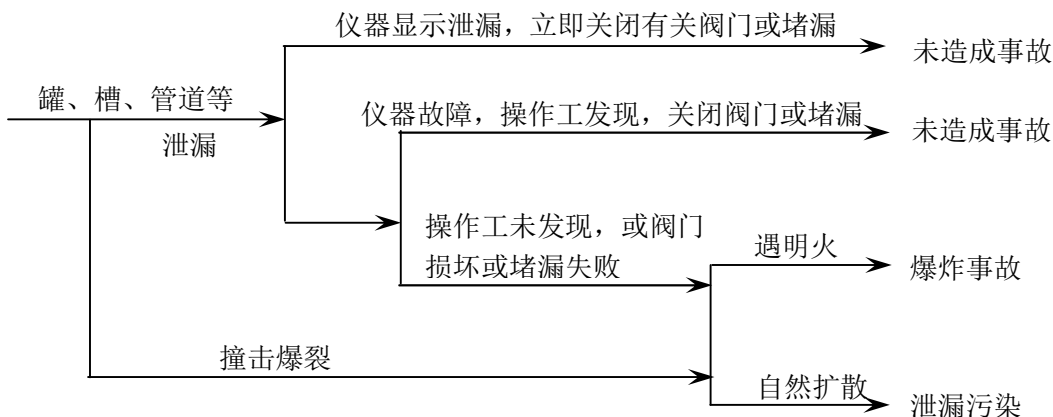 仪器显示泄漏，立即关闭有关阀门或堵漏
未造成事故
罐、槽、管道等
泄漏
仪器故障，操作工发现，关闭阀门或堵漏
未造成事故
操作工未发现，或阀门
损坏或堵漏失败
遇明火
爆炸事故
撞击爆裂
自然扩散
泄漏污染